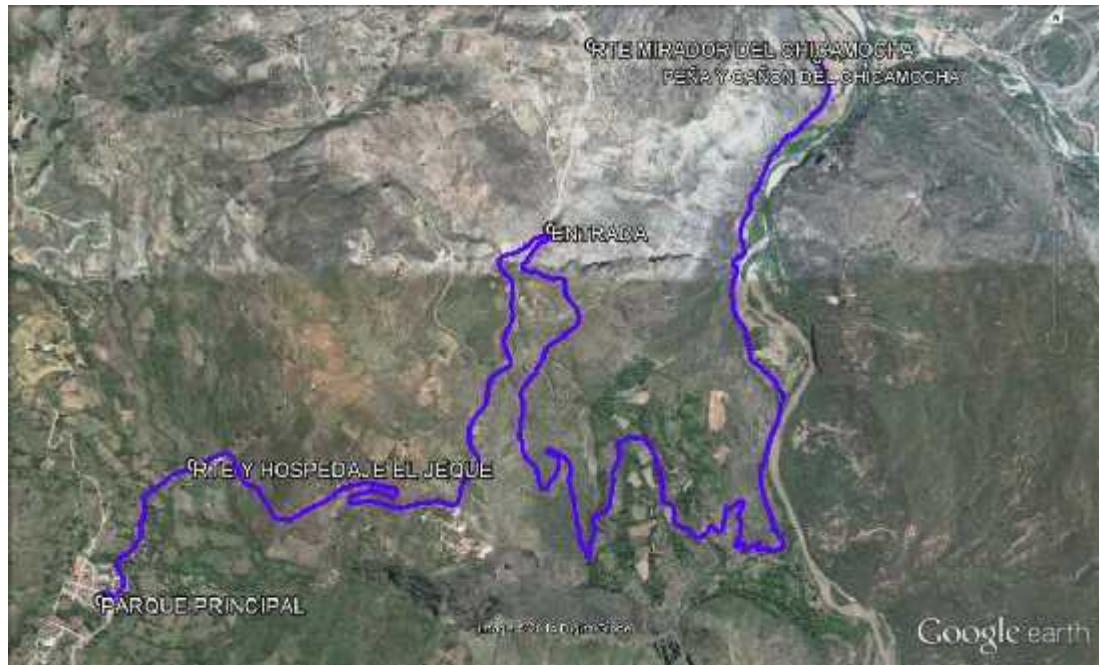 RTE MIRADOR DEL CHICAMOCHA
PEÑA Y CAÑON DEL CHICAMOCHA
ENTRADA
RTE Y HOSPEDAJE EL JEQUE
PARQUE PRINCIPAL
Google earth